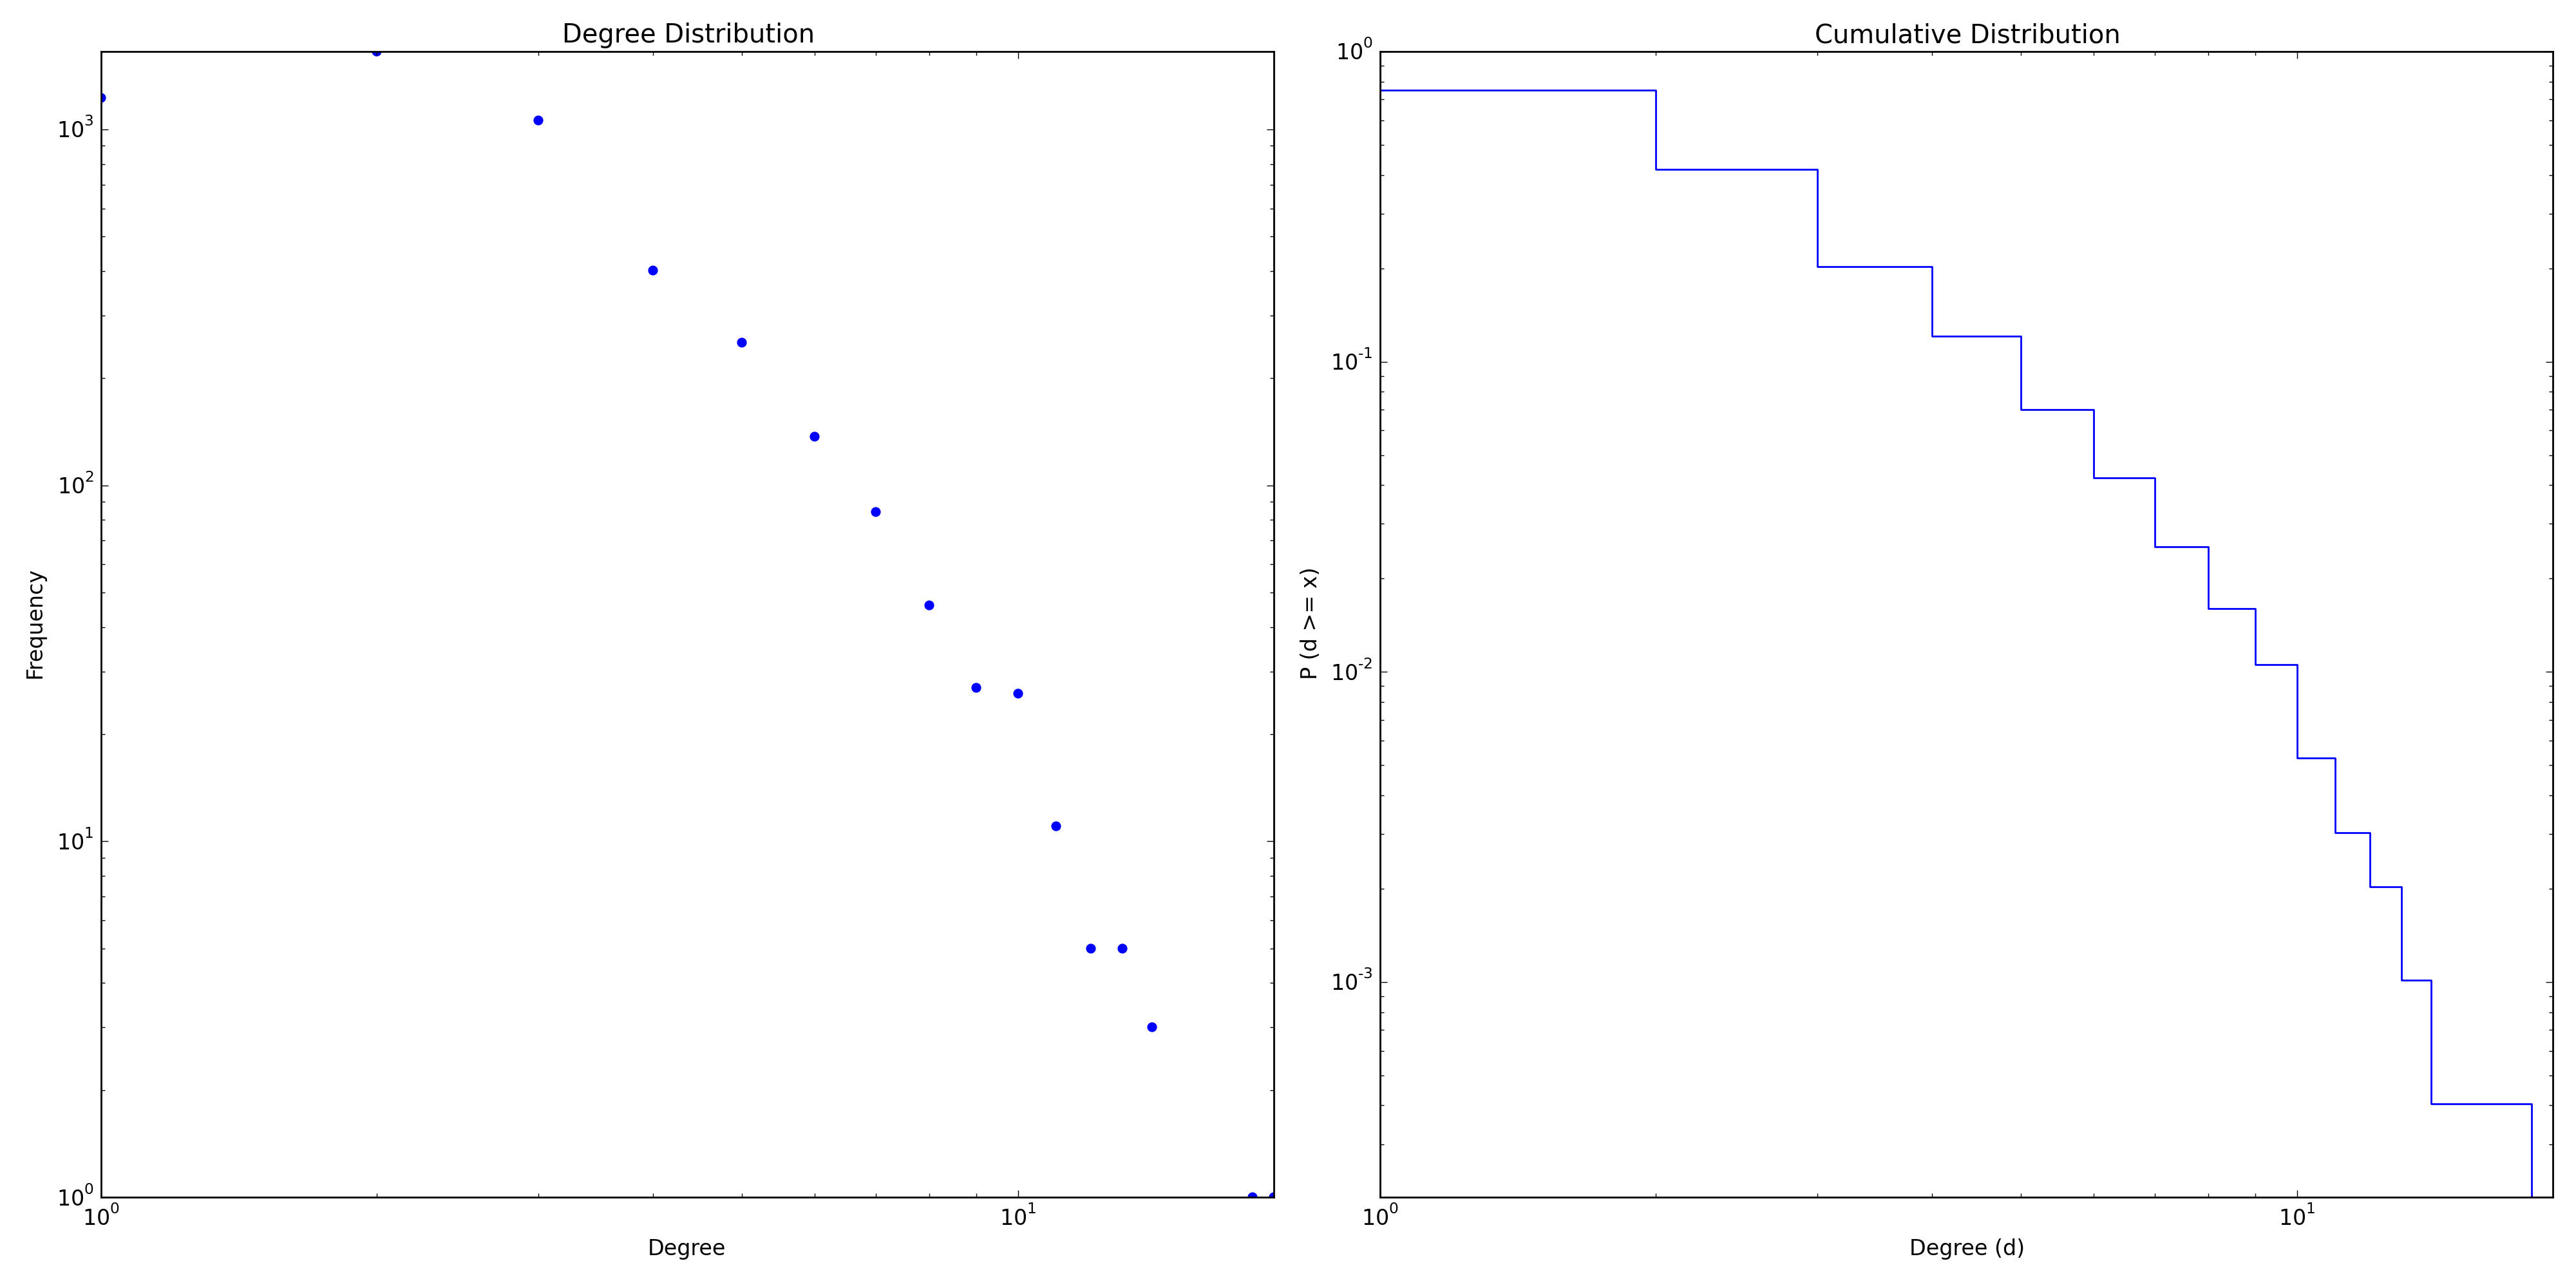 Degree Distribution
Frequency
10^3
10^2
10^1
10^0
10^0
10^1
Degree
Cumulative Distribution
P (d >= x)
10^0
10^-1
10^-2
10^-3
10^0
10^1
Degree (d)